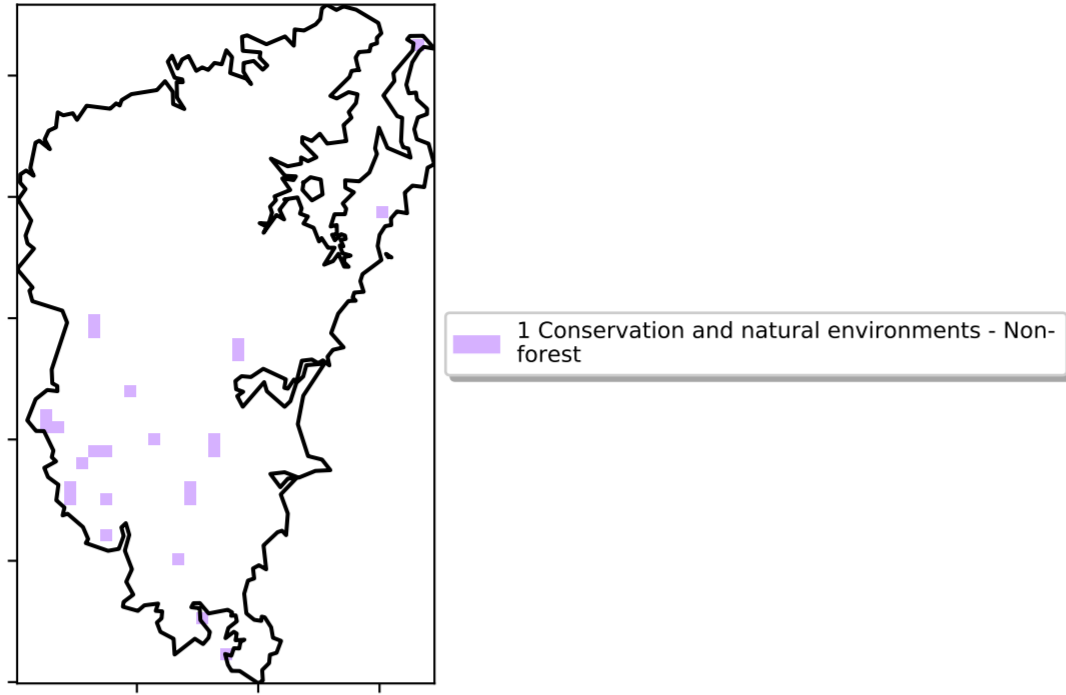 1 Conservation and natural environments - Non-
forest